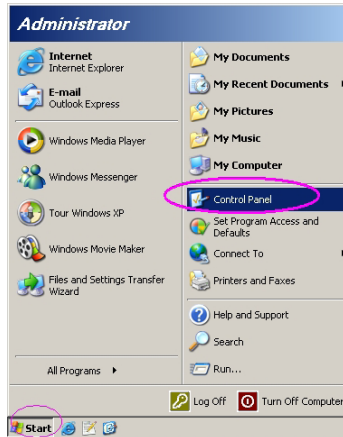 Administrator
Internet
Internet Explorer
E-mail
Outlook Express
Windows Media Player
Windows Messenger
Tour Windows XP
Windows Movie Maker
Files and Settings Transfer
Wizard
All Programs
My Documents
My Recent Documents
My Pictures
My Music
My Computer
Control Panel
Set Program Access and
Defaults
Connect To
Printers and Faxes
Help and Support
Search
Run...
Log Off
Turn Off Computer
Start